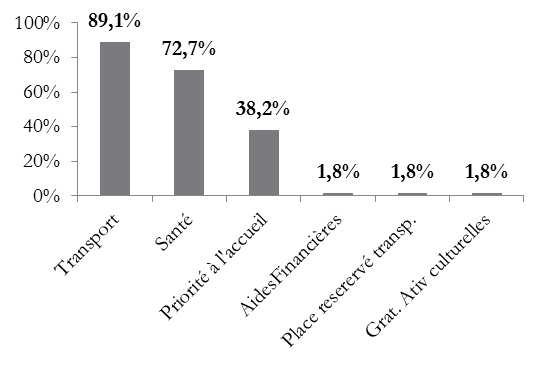 100%
80%
60%
40%
20%
0%
89,1%
72,7%
38,2%
1,8%
1,8%
1,8%
Transport
Santé
Priorité à l'accueil
AidesFinancières
Place reserervé transp.
Grat. Ativ culturelles